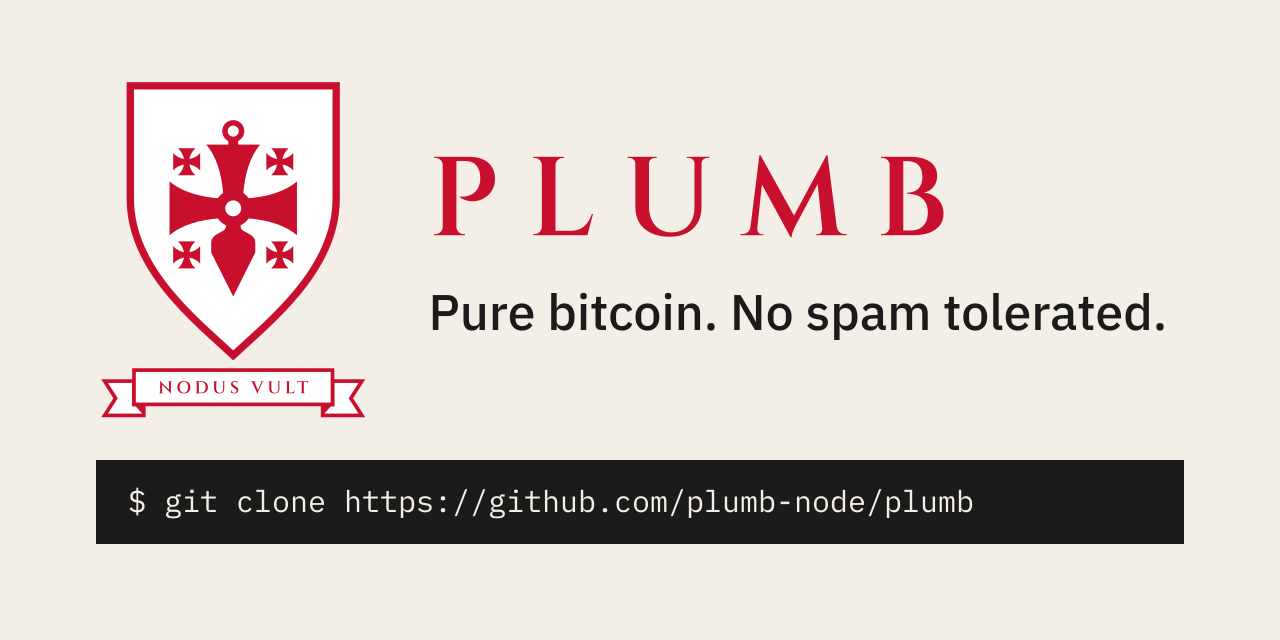 PLUMB
Pure bitcoin. No spam tolerated.
NODUS VULT
$ git clone https://github.com/plumb-node/plumb